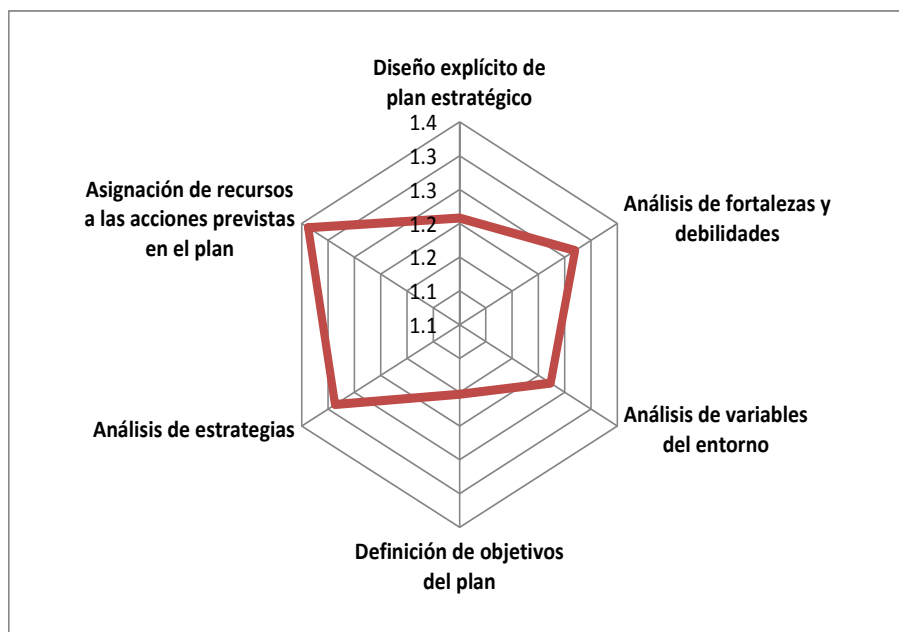 Diseño explícito de
plan estratégico
1.4
1.3
1.3
1.2
1.2
1.1
1.1
Análisis de fortalezas y
debilidades
Análisis de variables
del entorno
Definición de objetivos
del plan
Análisis de estrategias
Asignación de recursos
a las acciones previstas
en el plan